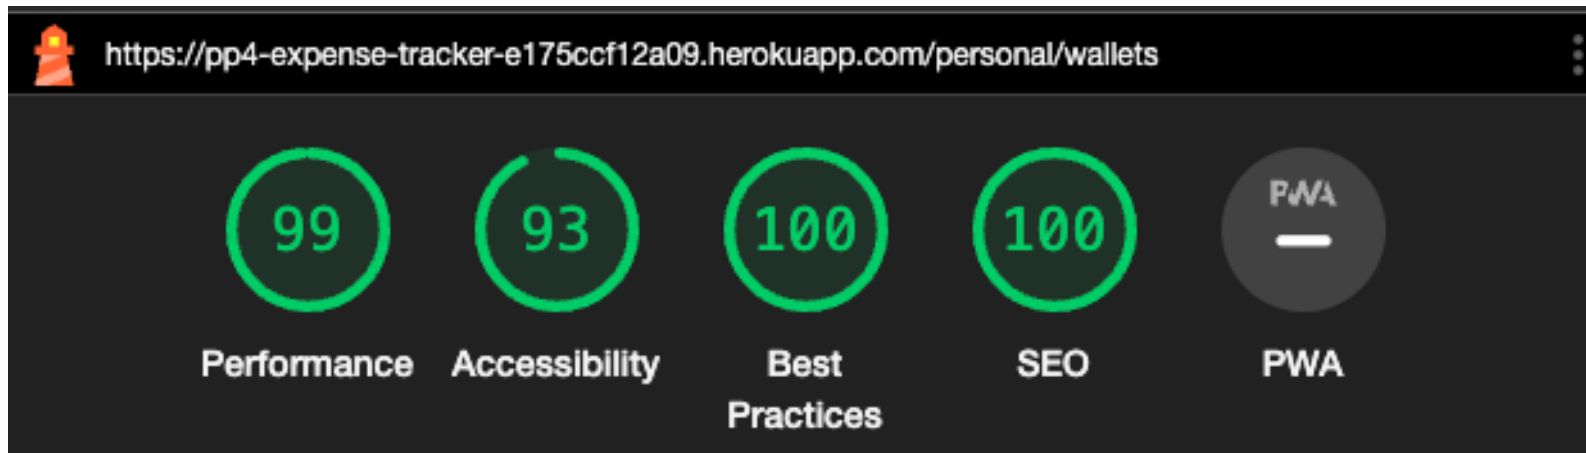 https://pp4-expense-tracker-e175ccf12a09.herokuapp.com/personal/wallets
99 93 100 100 PWA
Performance Accessibility Best SEO PWA
Practices